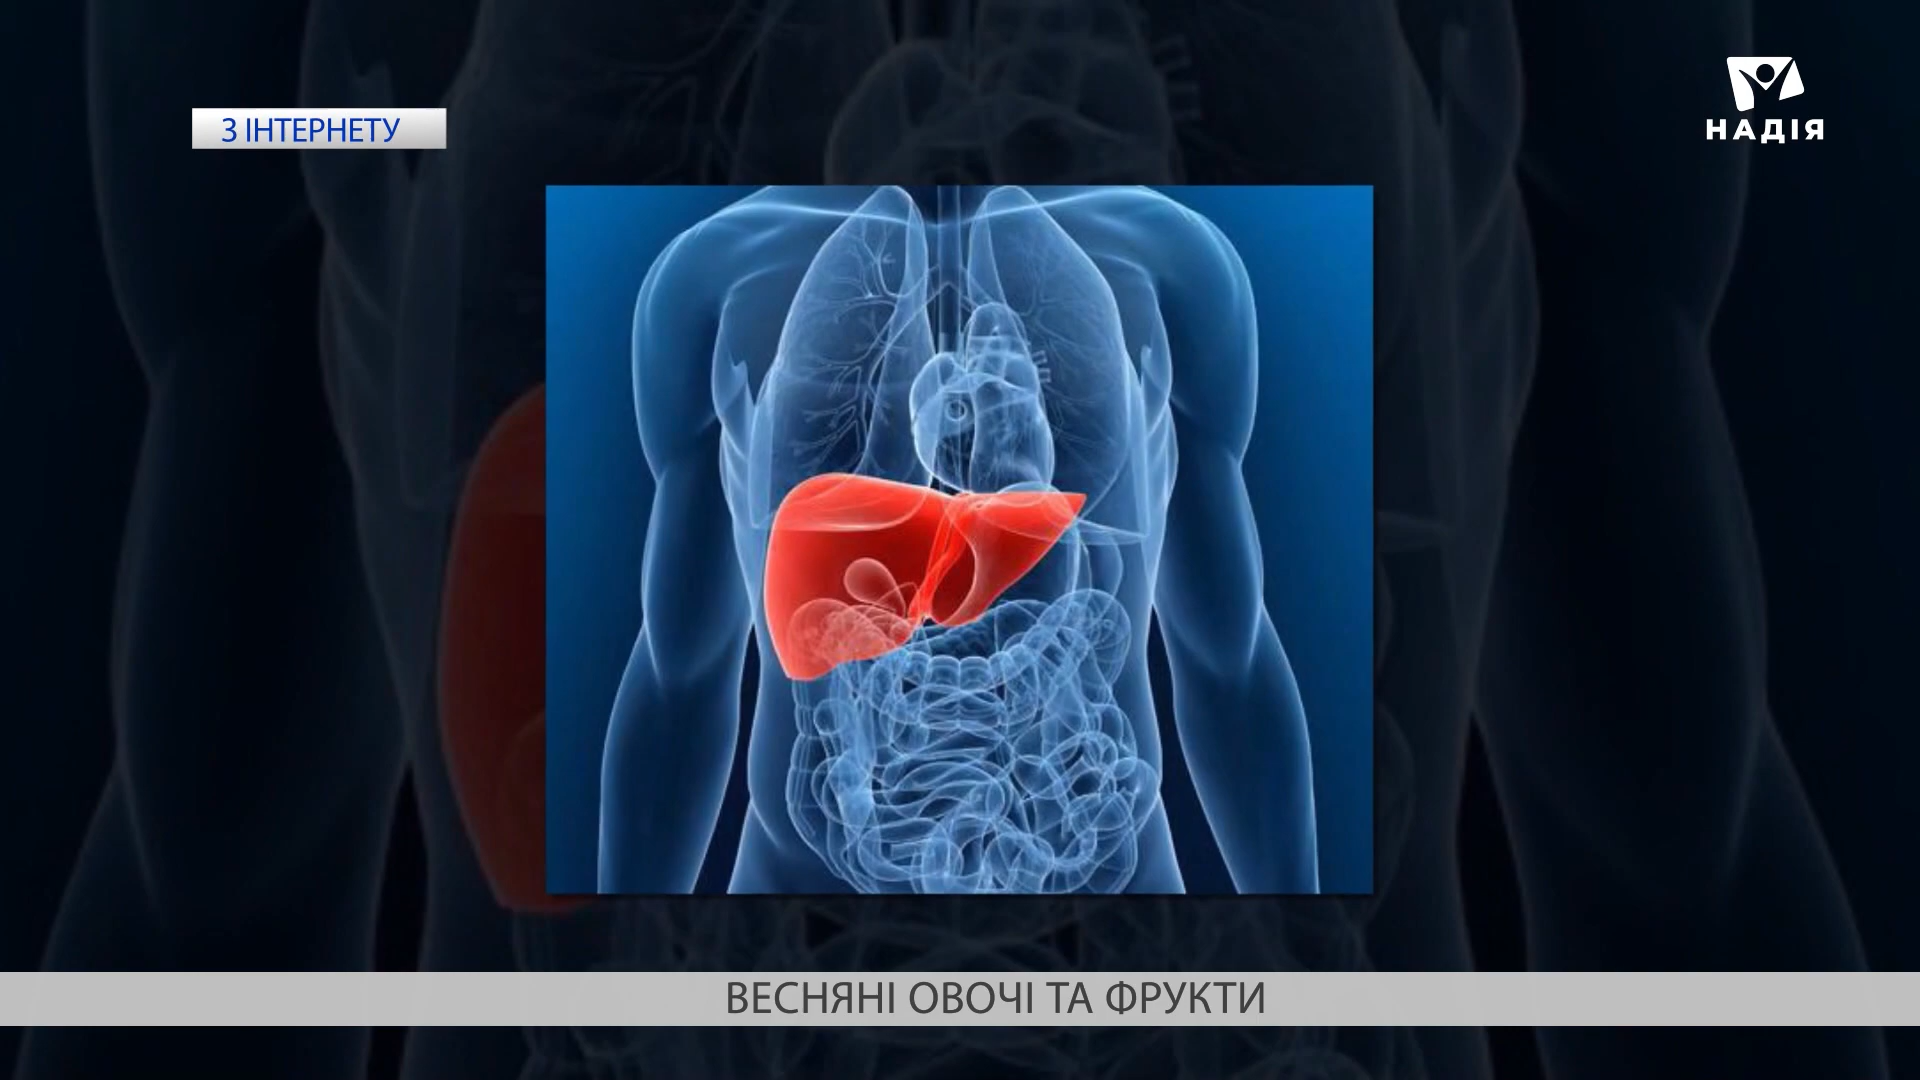 З ІНТЕРНЕТУ
НАДІЯ
ВЕСНЯНІ ОВОЧІ ТА ФРУКТИ